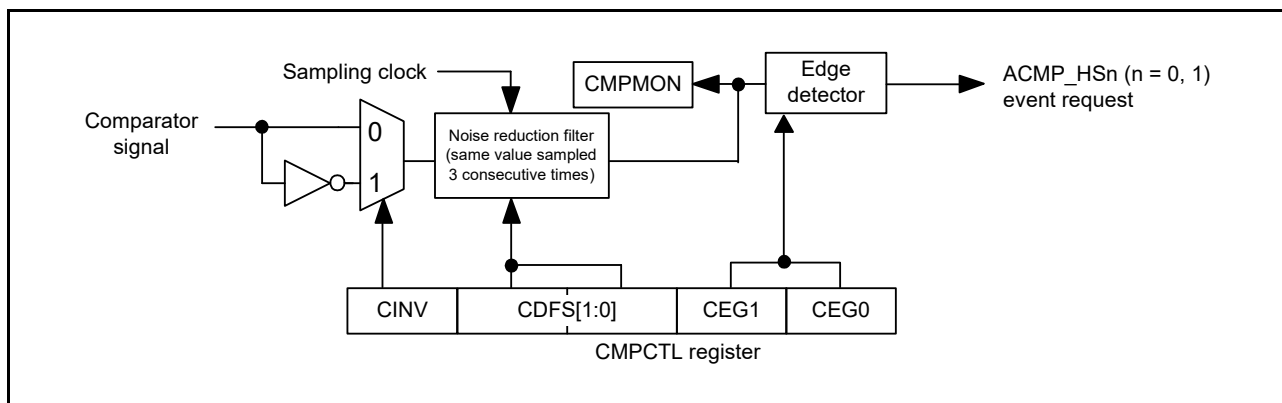 Sampling clock
Comparator
signal
0
1
Noise reduction filter
(same value sampled
3 consecutive times)
CMPMON
Edge
detector
ACMP_HSn (n = 0, 1)
event request
CINV
CDFS[1:0]
CEG1
CEG0
CMPCTL register